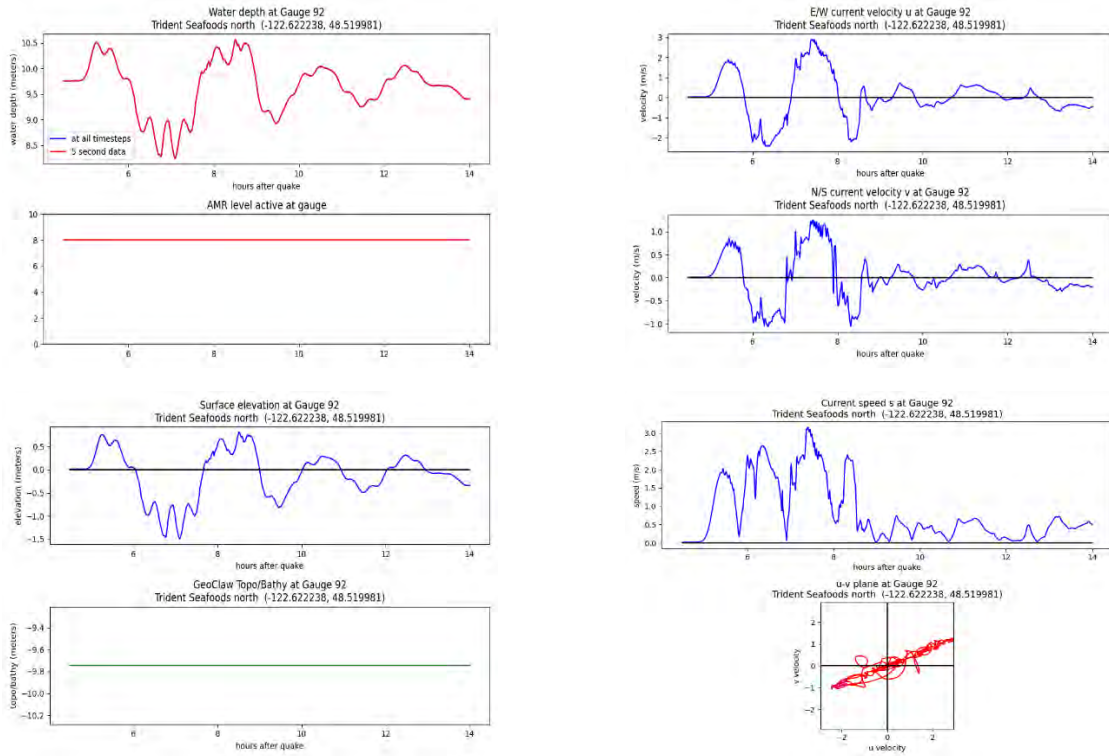 Water depth at Gauge 92
Trident Seafoods north (-122.622238, 48.519981)
10.5
10.0
9.5
9.0
8.5
water depth (meters)
at all timesteps
5 second data
6
8
10
12
14
hours after quake
AMR level active at gauge
10
8
6
4
2
0
6
8
10
12
14
Surface elevation at Gauge 92
Trident Seafoods north (-122.622238, 48.519981)
0.5
0.0
−0.5
−1.0
−1.5
elevation (meters)
6
8
10
12
14
hours after quake
GeoClaw Topo/Bathy at Gauge 92
Trident Seafoods north (-122.622238, 48.519981)
−9.4
−9.6
−9.8
−10.0
−10.2
topo/bathy (meters)
6
8
10
12
14
hours after quake
E/W current velocity u at Gauge 92
Trident Seafoods north (-122.622238, 48.519981)
3
2
1
0
−1
−2
velocity (m/s)
6
8
10
12
14
hours after quake
N/S current velocity v at Gauge 92
Trident Seafoods north (-122.622238, 48.519981)
1.0
0.5
0.0
−0.5
−1.0
velocity (m/s)
6
8
10
12
14
hours after quake
Current speed s at Gauge 92
Trident Seafoods north (-122.622238, 48.519981)
3.0
2.5
2.0
1.5
1.0
0.5
0.0
speed (m/s)
6
8
10
12
14
hours after quake
u-v plane at Gauge 92
Trident Seafoods north (-122.622238, 48.519981)
2
1
0
−1
−2
v velocity
−2
0
2
u velocity